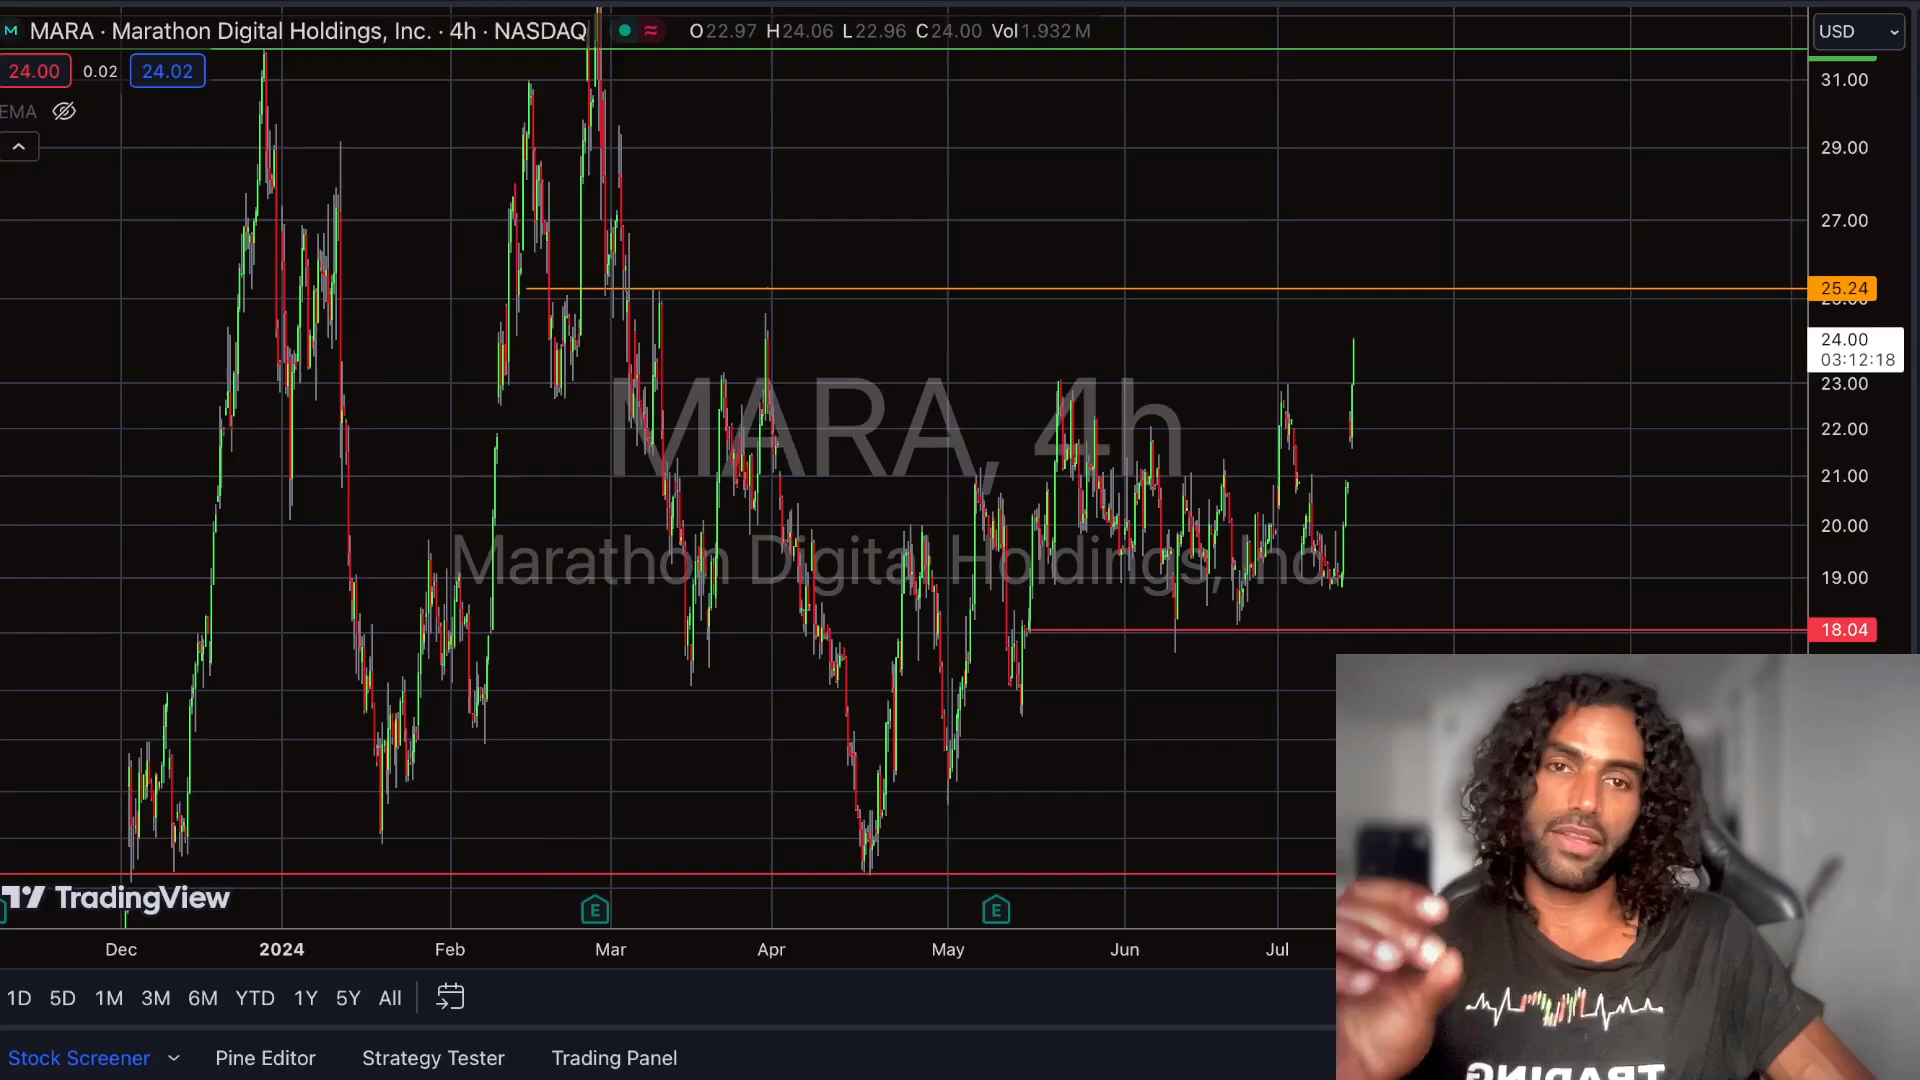 MARA · Marathon Digital Holdings, Inc. · 4h · NASDAQ
O22.97 H24.06 L22.96 C24.00 Vol1.932M
USD
24.00 0.02 24.02
EMA
31.00
29.00
27.00
25.24
24.00
03:12:18
23.00
22.00
21.00
20.00
19.00
18.04
MARA, 4h
Marathon Digital Holdings, Inc.
TradingView
E E
Dec 2024 Feb Mar Apr May Jun Jul
1D 5D 1M 3M 6M YTD 1Y 5Y All
Stock Screener Pine Editor Strategy Tester Trading Panel
TRADING